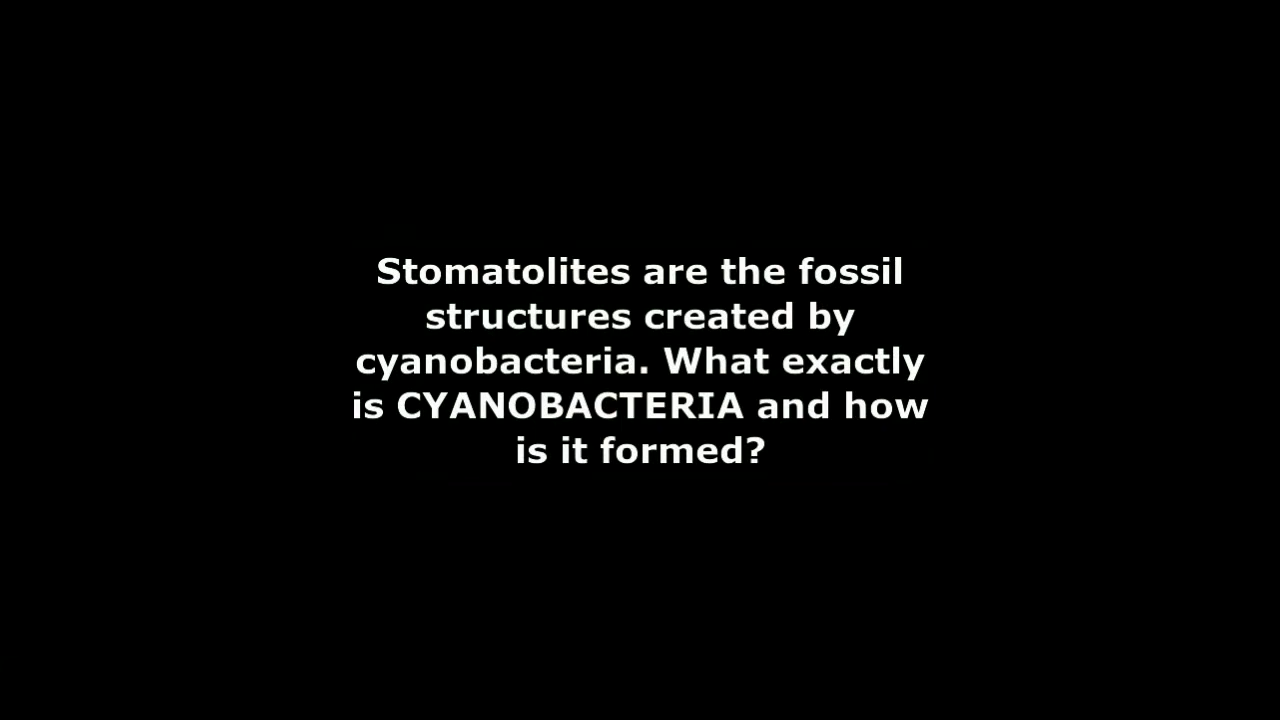 Stomatolites are the fossil
structures created by
cyanobacteria. What exactly
is CYANOBACTERIA and how
is it formed?